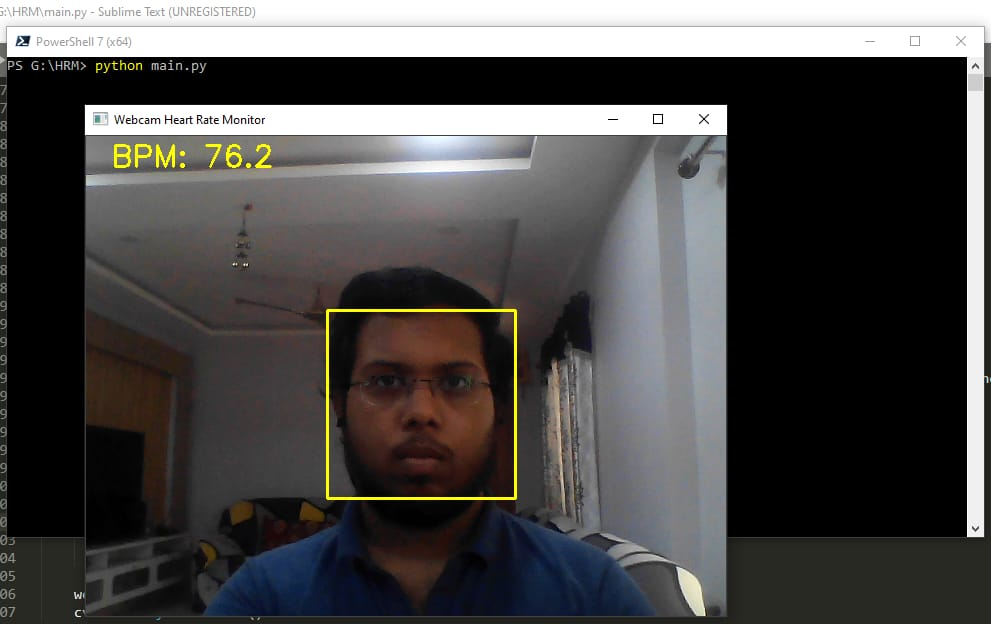 G:\HRM\main.py - Sublime Text (UNREGISTERED)
PowerShell 7 (x64)
PS G:\HRM> python main.py
Webcam Heart Rate Monitor
BPM: 76.2
03
04
05
06
07